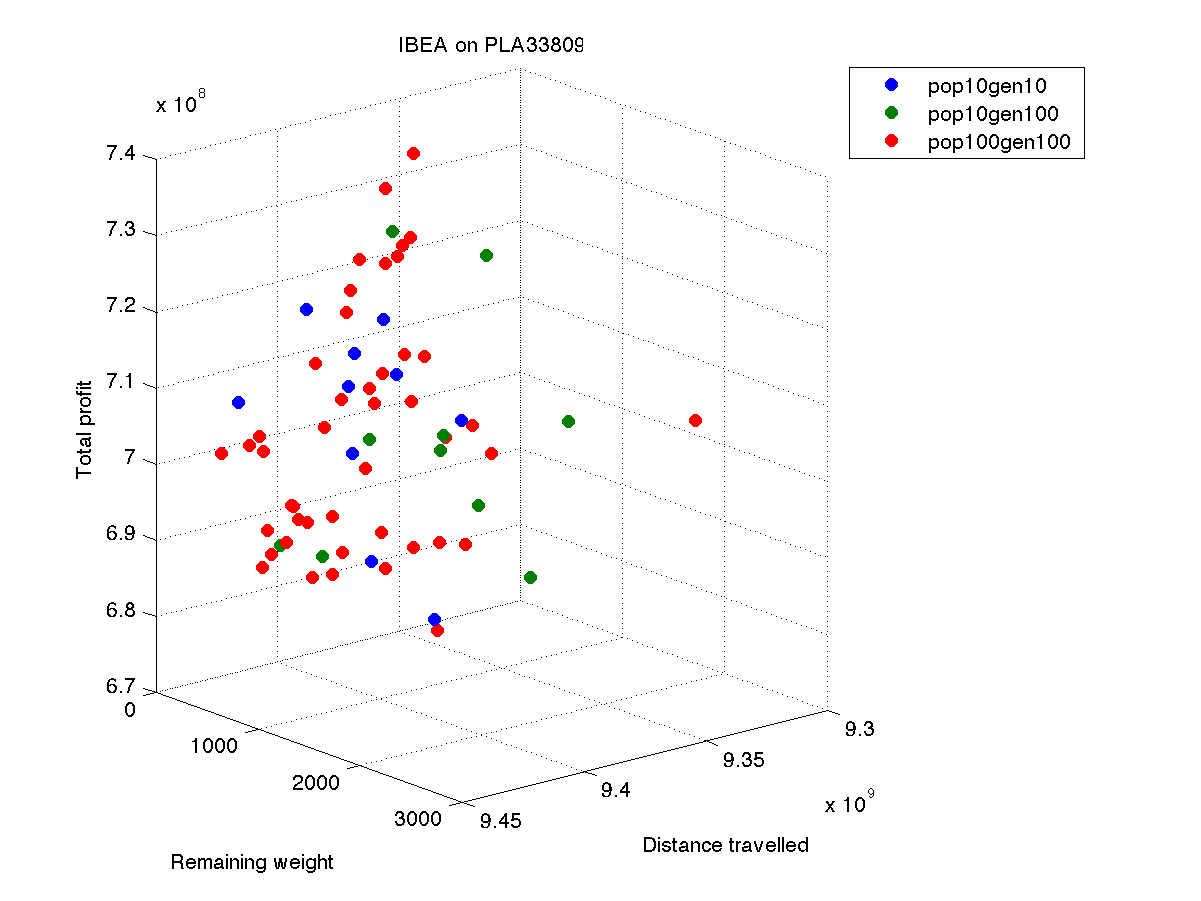 IBEA on PLA33809
x 10^8
pop10gen10
pop10gen100
pop100gen100
7.4
7.3
7.2
7.1
7
6.9
6.8
6.7
Total profit
0
1000
2000
3000
Remaining weight
9.45
9.4
9.35
9.3
x 10^9
Distance travelled